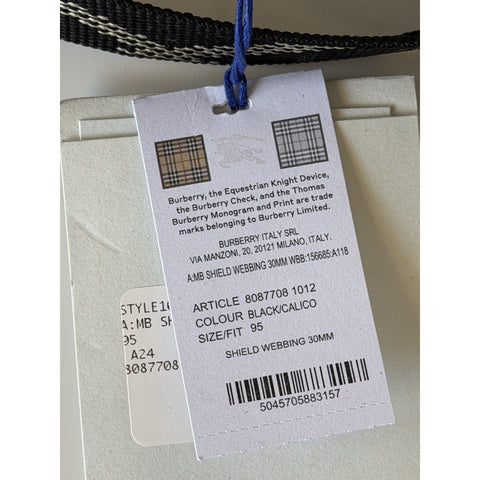 Burberry, the Equestrian Knight Device,
the Burberry Check, and the Thomas
Burberry Monogram and Print are trade
marks belonging to Burberry Limited.
BURBERRY ITALY SRL
VIA MANZONI, 20, 20121 MILANO, ITALY.
A:MB SHIELD WEBBING 30MM WBB:156685:A118
ARTICLE 8087708 1012
COLOUR BLACK/CALICO
SIZE/FIT 95
SHIELD WEBBING 30MM
5045705883157
STYLE10
A:MB SH
95
A24
8087708